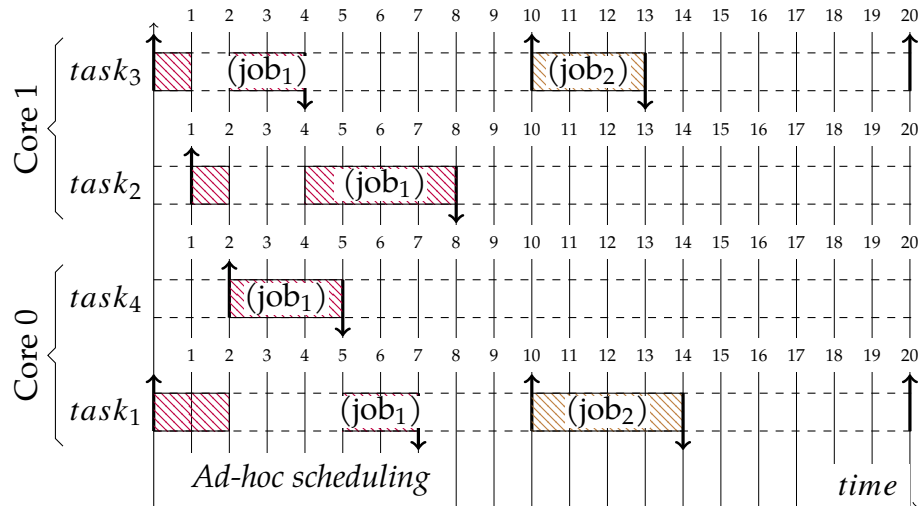 1 2 3 4 5 6 7 8 9 10 11 12 13 14 15 16 17 18 19 20
Core 1
task₃ (job₁) (job₂)
1 2 3 4 5 6 7 8 9 10 11 12 13 14 15 16 17 18 19 20
task₂ (job₁)
1 2 3 4 5 6 7 8 9 10 11 12 13 14 15 16 17 18 19 20
Core 0
task₄ (job₁)
1 2 3 4 5 6 7 8 9 10 11 12 13 14 15 16 17 18 19 20
task₁ (job₁) (job₂)
Ad-hoc scheduling time